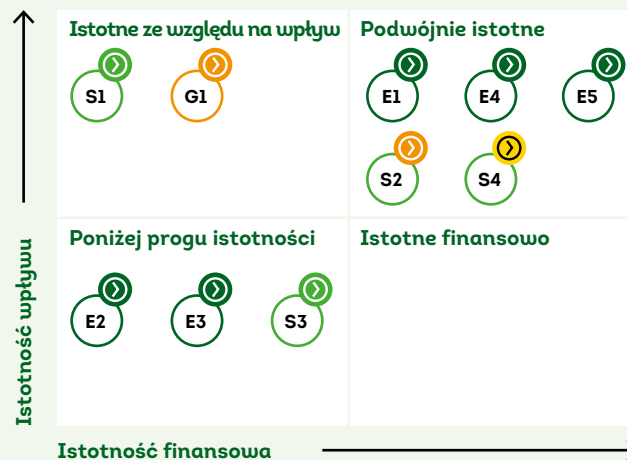 Istotne ze względu na wpływ
S1 G1
Podwójnie istotne
E1 E4 E5
S2 S4
Poniżej progu istotności
E2 E3 S3
Istotne finansowo
Istotność wpływu
Istotność finansowa